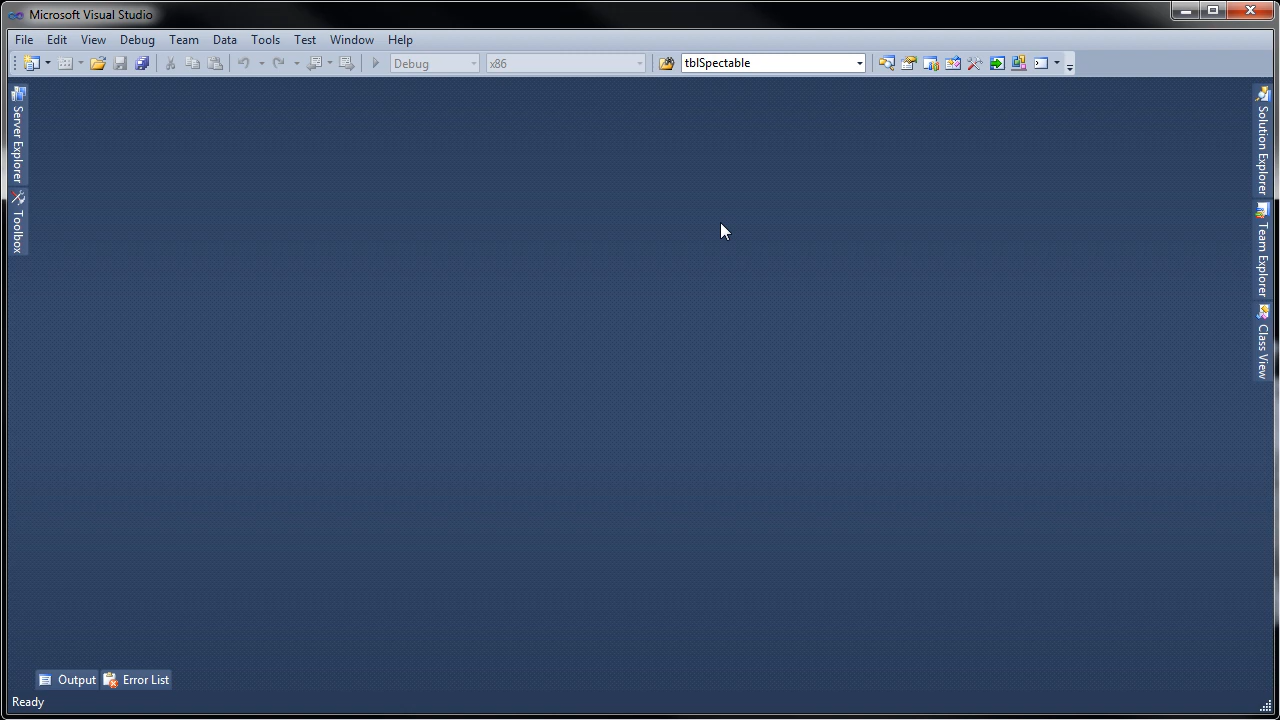 Microsoft Visual Studio
File Edit View Debug Team Data Tools Test Window Help
Debug x86 tblSpectable
Server Explorer
Toolbox
Solution Explorer
Team Explorer
Class View
Output Error List
Ready